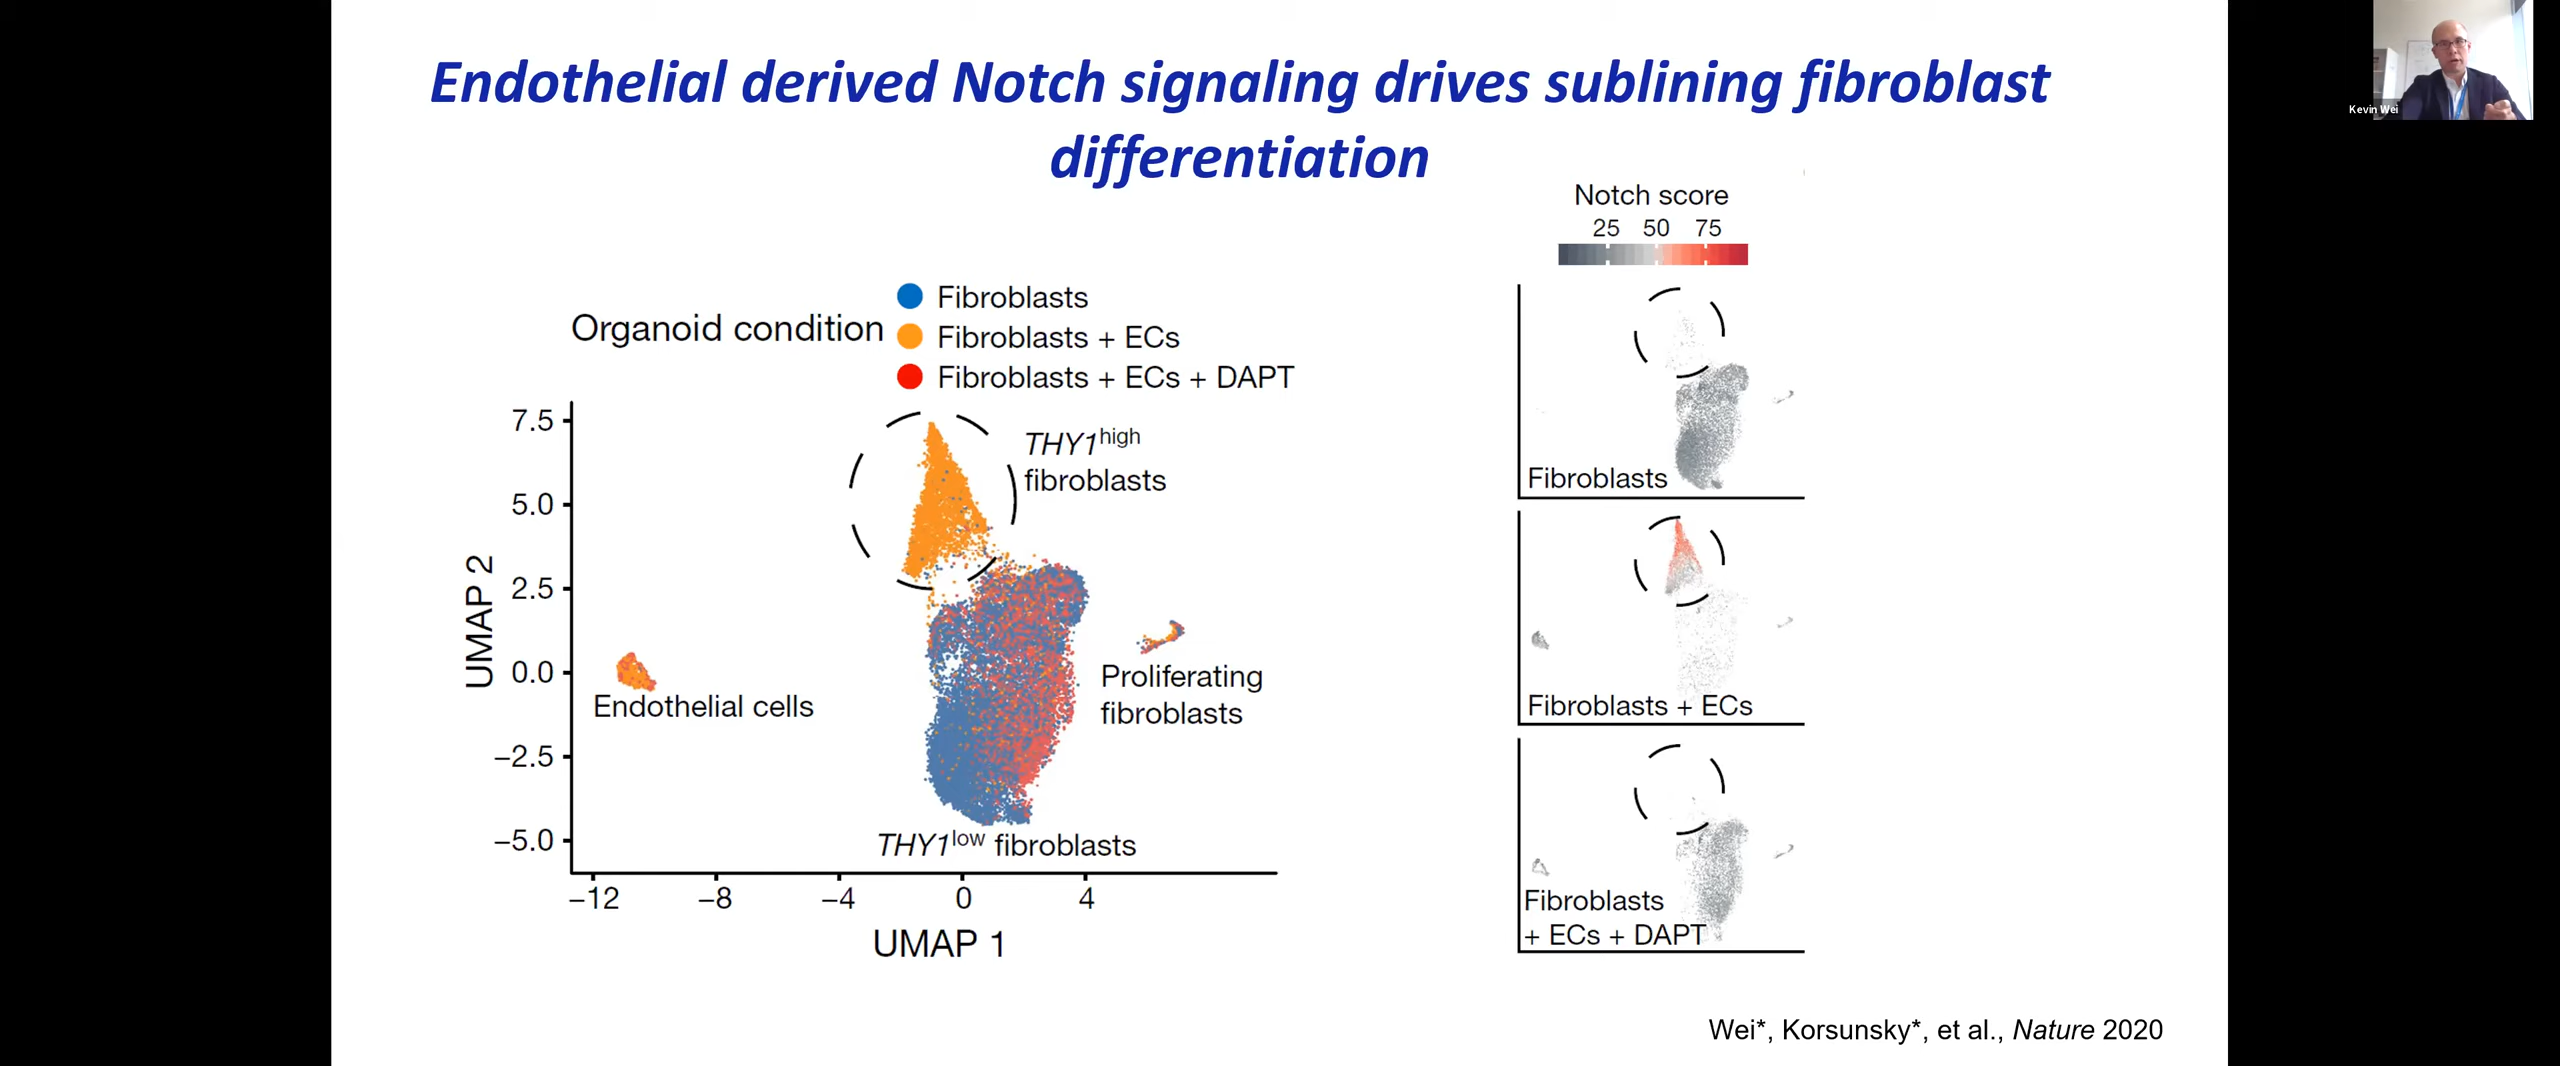 Endothelial derived Notch signaling drives sublining fibroblast
differentiation
Kevin Wei
Organoid condition
Fibroblasts
Fibroblasts + ECs
Fibroblasts + ECs + DAPT
7.5
5.0
2.5
0.0
−2.5
−5.0
UMAP 2
THY1high
fibroblasts
Endothelial cells
Proliferating
fibroblasts
THY1low fibroblasts
−12 −8 −4 0 4
UMAP 1
Notch score
25 50 75
Fibroblasts
Fibroblasts + ECs
Fibroblasts
+ ECs + DAPT
Wei*, Korsunsky*, et al., Nature 2020